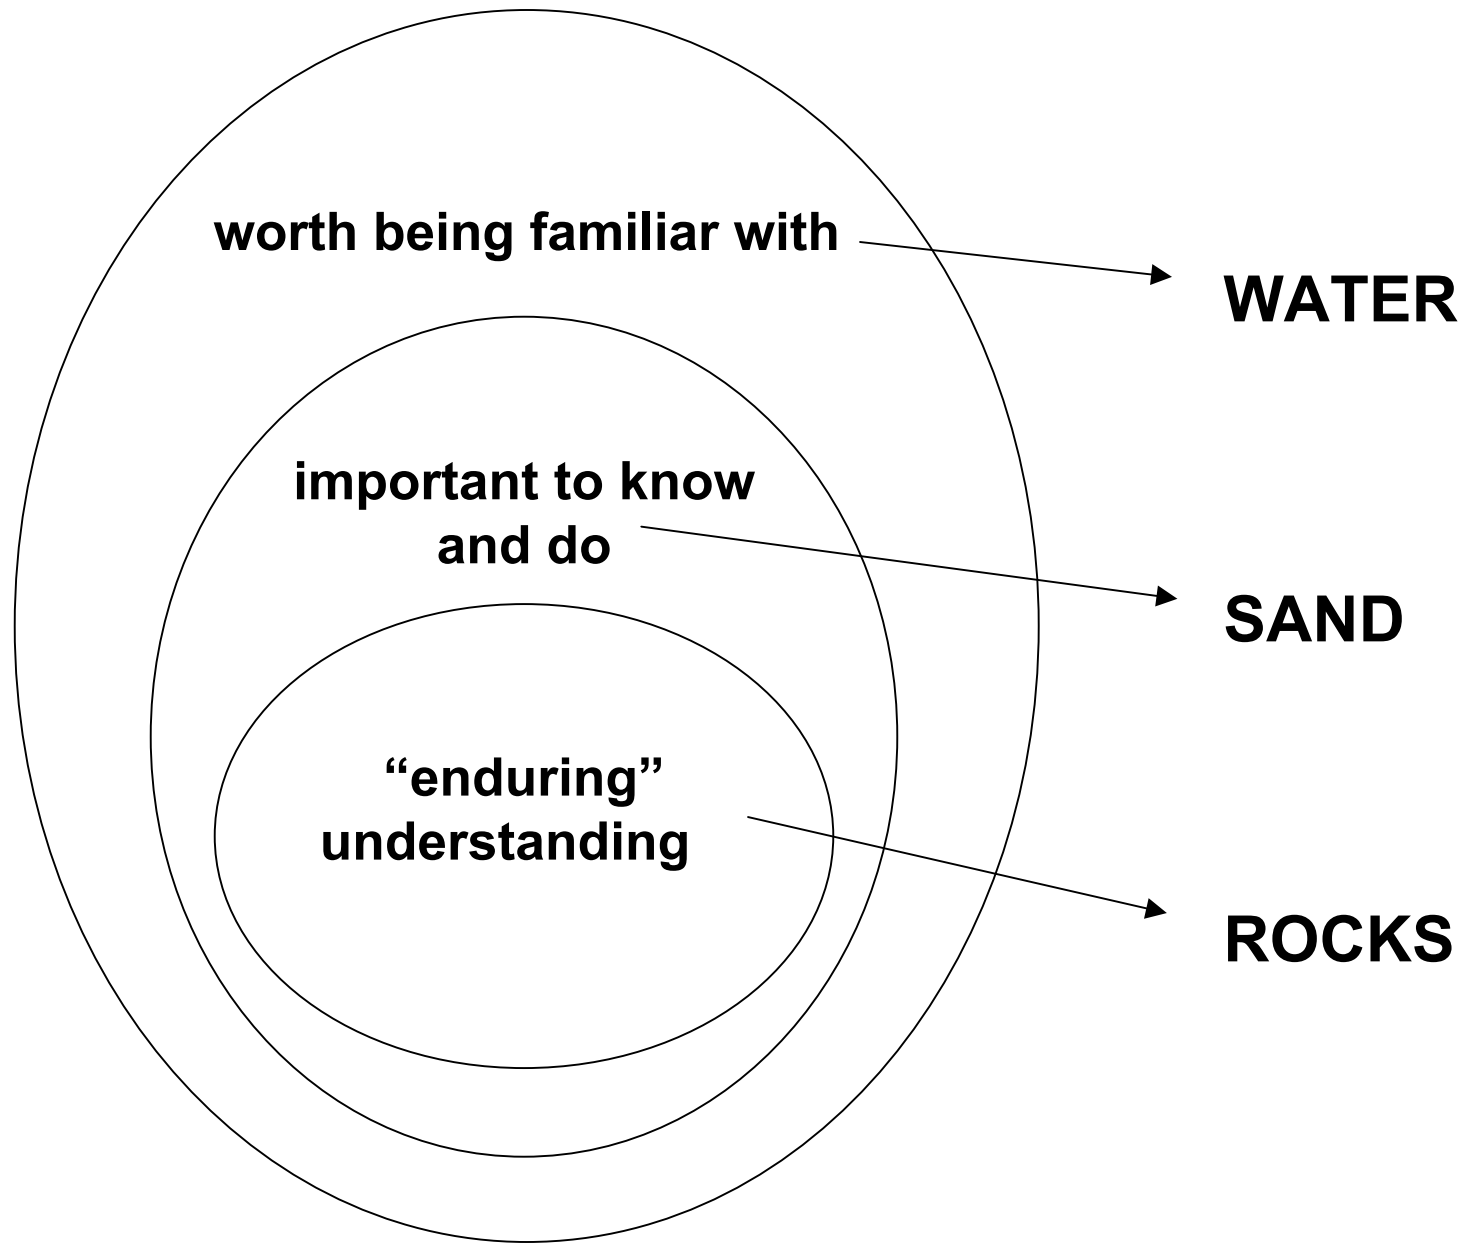 worth being familiar with
WATER
important to know
and do
SAND
“enduring”
understanding
ROCKS